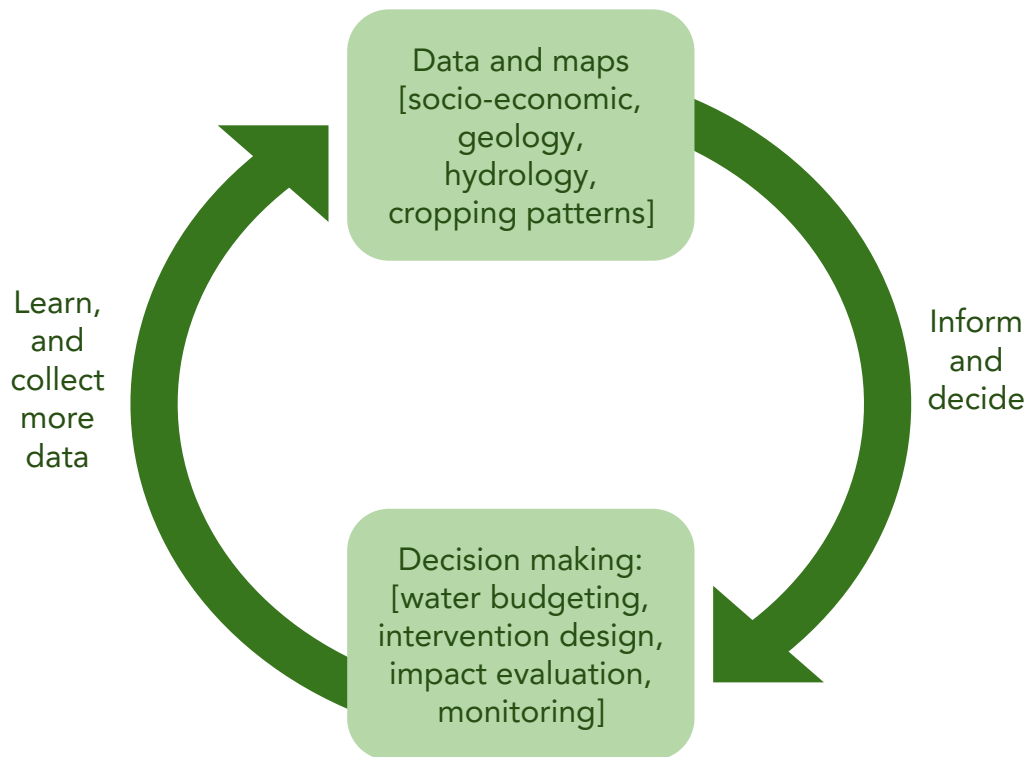 Data and maps
[socio-economic,
geology,
hydrology,
cropping patterns]
Learn,
and
collect
more
data
Inform
and
decide
Decision making:
[water budgeting,
intervention design,
impact evaluation,
monitoring]